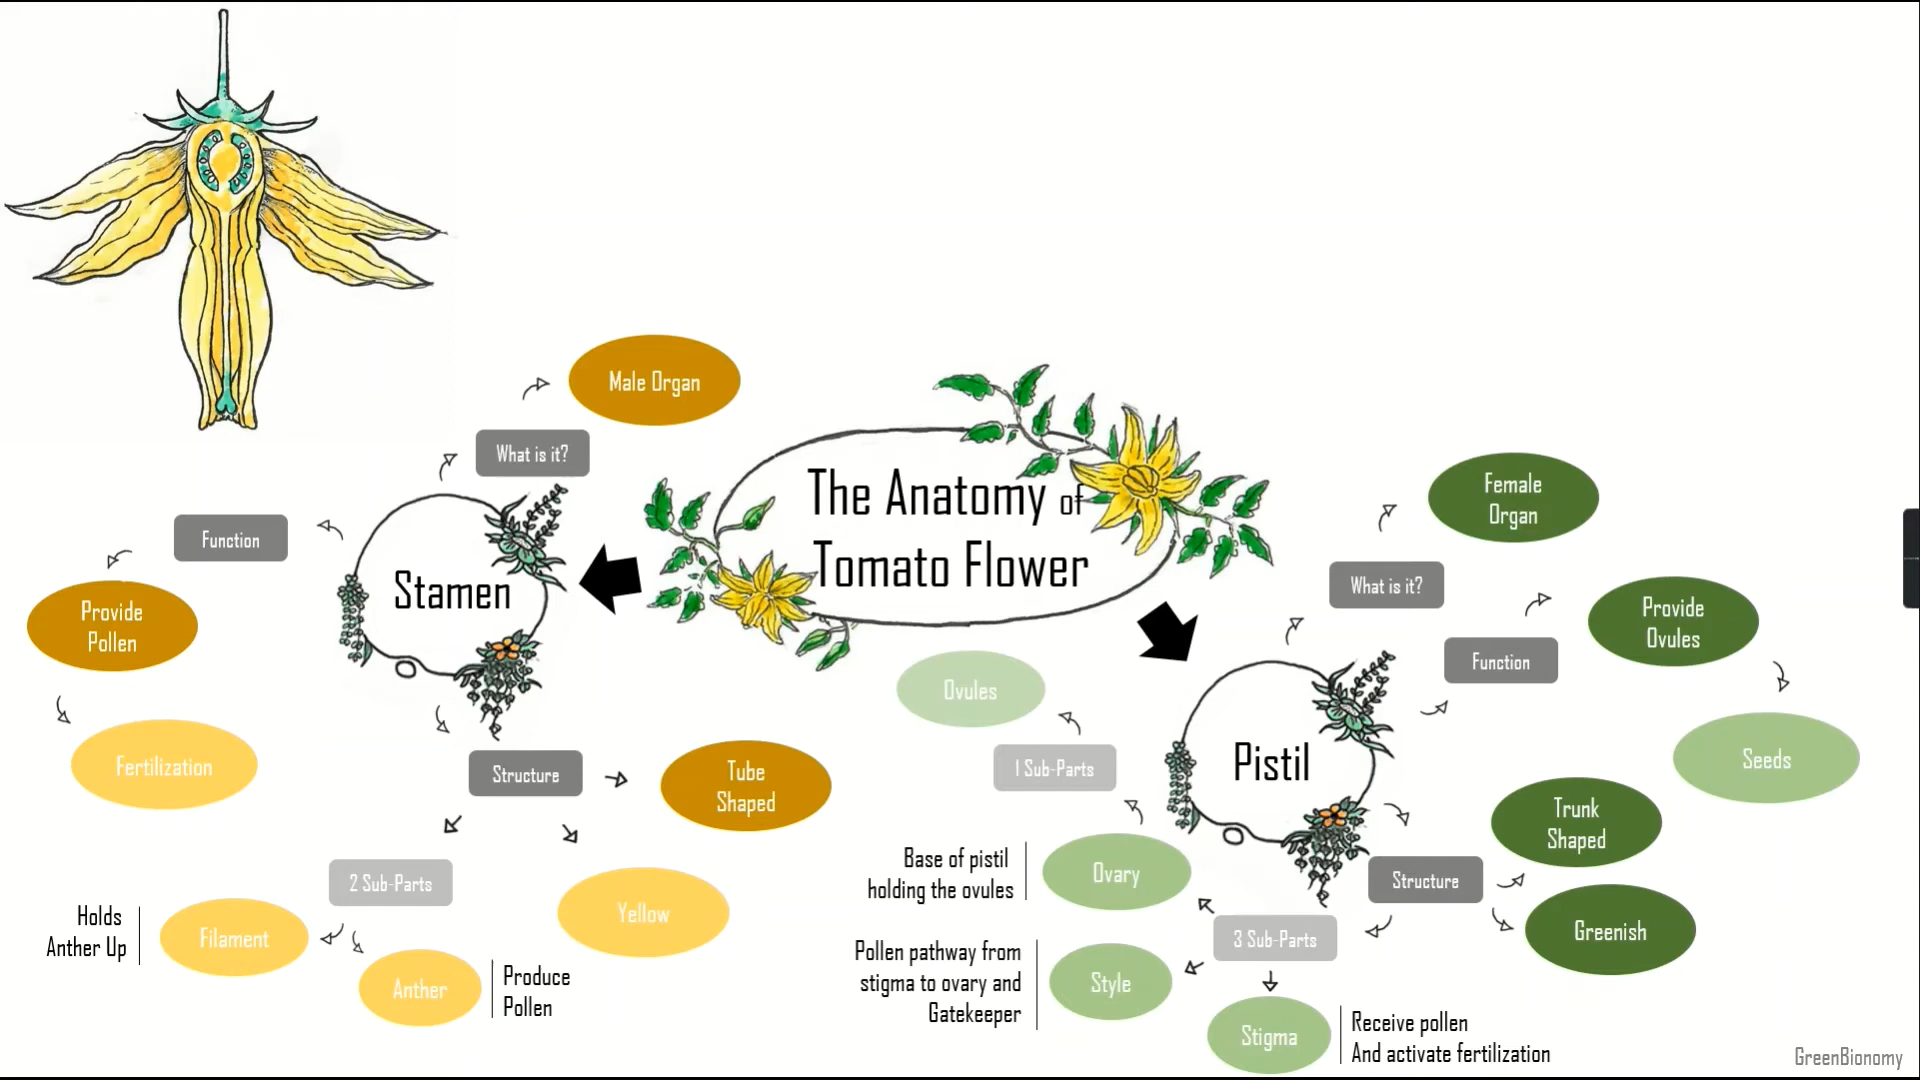 The Anatomy of
Tomato Flower
Stamen
What is it?
Male Organ
Function
Provide
Pollen
Fertilization
Structure
Tube
Shaped
Yellow
2 Sub-Parts
Filament
Holds
Anther Up
Anther
Produce
Pollen
Pistil
What is it?
Female
Organ
Function
Provide
Ovules
Seeds
Structure
Trunk
Shaped
Greenish
3 Sub-Parts
Ovary
Base of pistil
holding the ovules
1 Sub-Parts
Ovules
Style
Pollen pathway from
stigma to ovary and
Gatekeeper
Stigma
Receive pollen
And activate fertilization
GreenBionomy